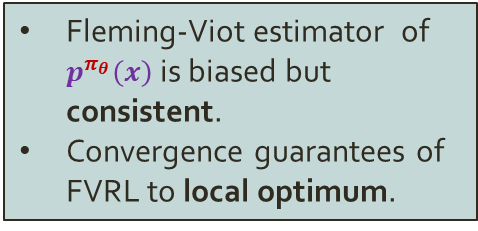 • Fleming-Viot estimator of
p^{π_θ}(x) is biased but
consistent.
• Convergence guarantees of
FVRL to local optimum.